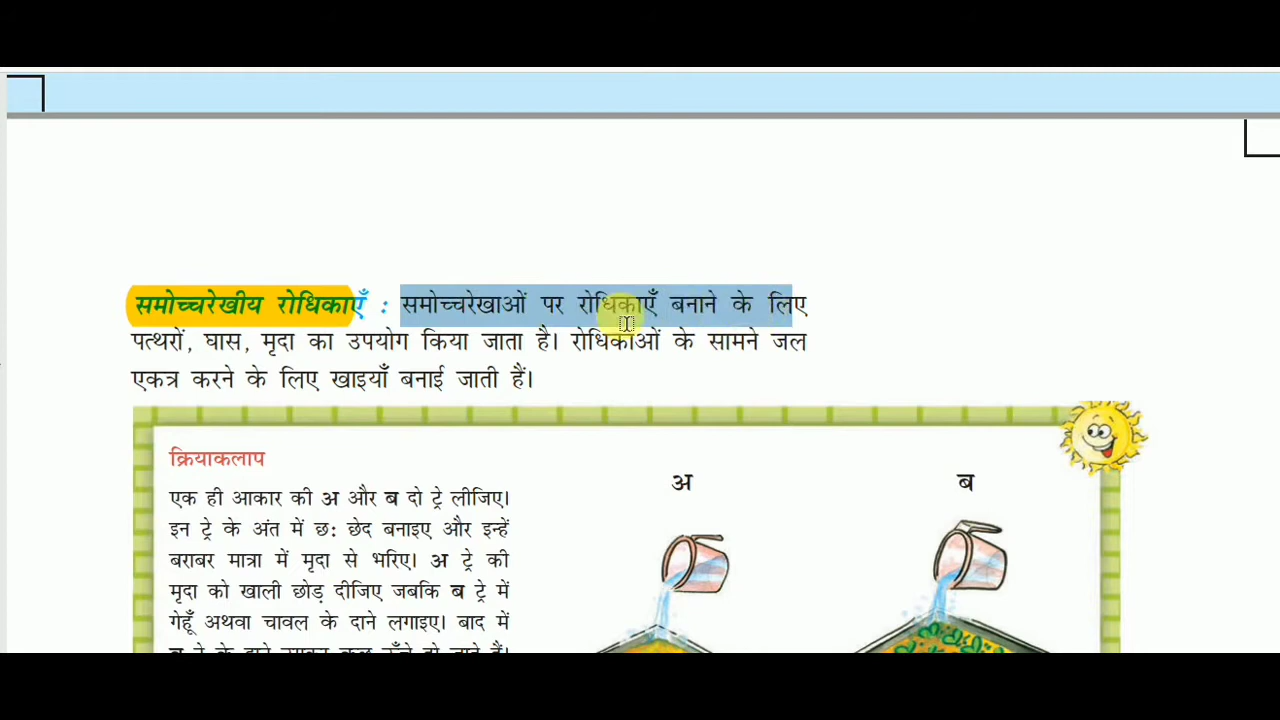 समोच्चरेखीय रोधिकाएँ : समोच्चरेखाओं पर रोधिकाएँ बनाने के लिए
पत्थरों, घास, मृदा का उपयोग किया जाता है। रोधिकाओं के सामने जल
एकत्र करने के लिए खाइयाँ बनाई जाती हैं।
क्रियाकलाप
एक ही आकार की अ और ब दो ट्रे लीजिए।
इन ट्रे के अंत में छः छेद बनाइए और इन्हें
बराबर मात्रा में मृदा से भरिए। अ ट्रे की
मृदा को खाली छोड़ दीजिए जबकि ब ट्रे में
गेहूँ अथवा चावल के दाने लगाइए। बाद में
अ
ब